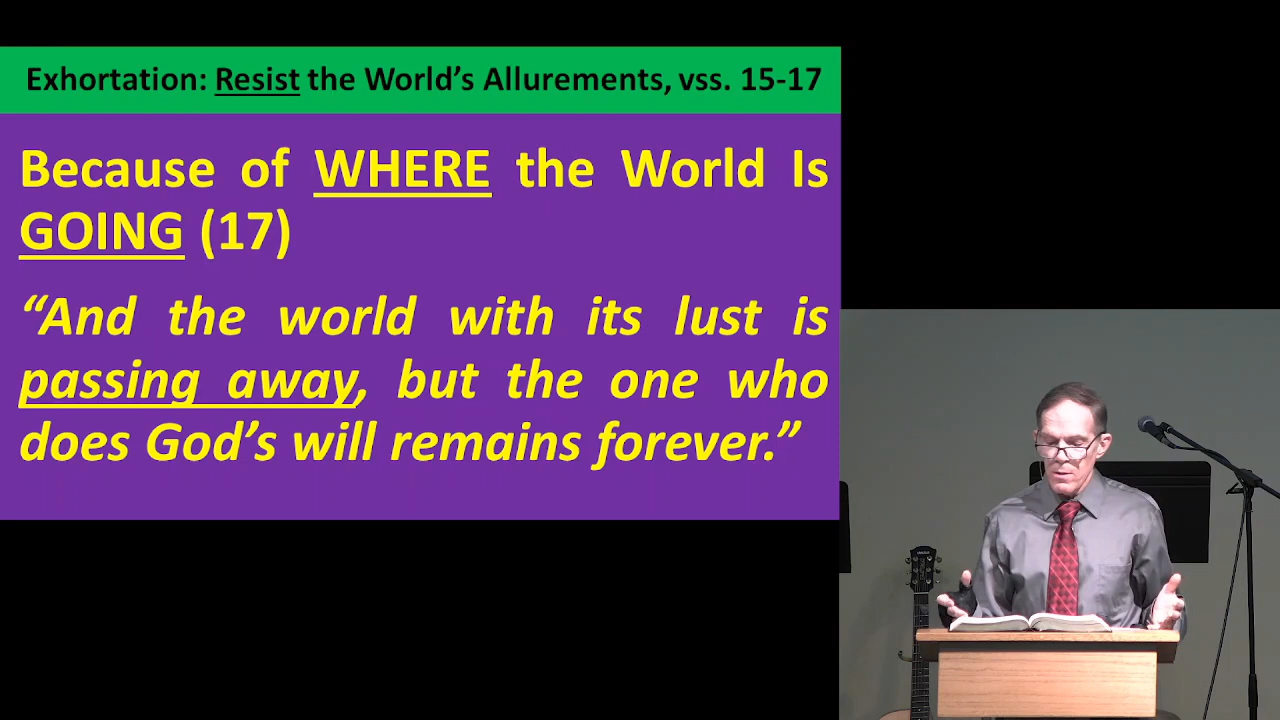 Exhortation: Resist the World’s Allurements, vss. 15-17
Because of WHERE the World Is
GOING (17)
“And the world with its lust is
passing away, but the one who
does God’s will remains forever.”